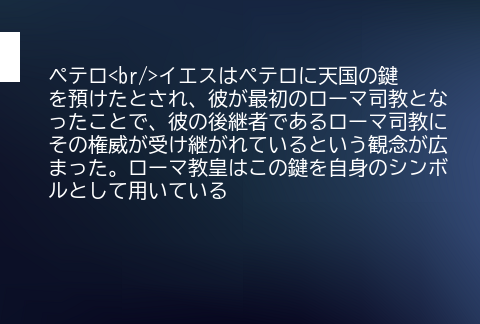 ペテロ<br/>イエスはペテロに天国の鍵
を預けたとされ、彼が最初のローマ司教とな
ったことで、彼の後継者であるローマ司教に
その権威が受け継がれているという観念が広
まった。ローマ教皇はこの鍵を自身のシンボ
ルとして用いている